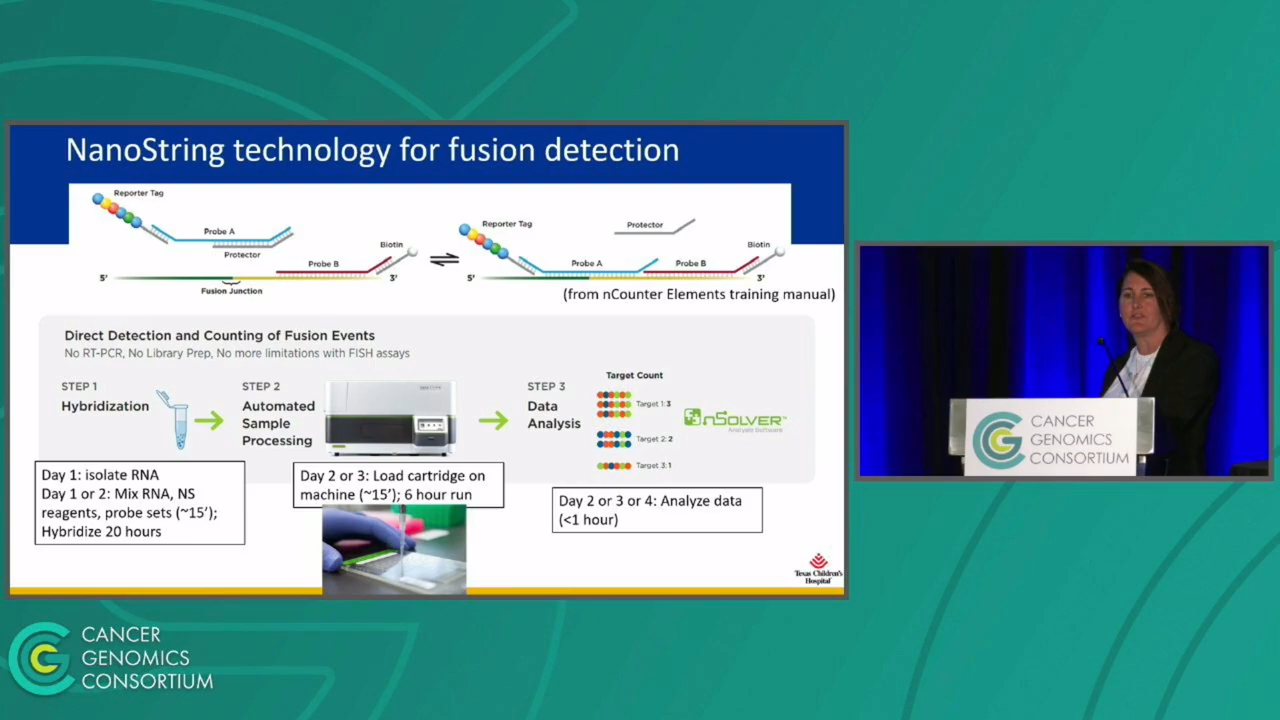 NanoString technology for fusion detection
Reporter Tag
Probe A
Protector
Biotin
Probe B
5'
3'
Fusion Junction
Reporter Tag
Protector
Biotin
Probe A
Probe B
5'
3'
(from nCounter Elements training manual)
Direct Detection and Counting of Fusion Events
No RT-PCR, No Library Prep, No more limitations with FISH assays
STEP 1
Hybridization
STEP 2
Automated
Sample
Processing
STEP 3
Data
Analysis
Target Count
Target 1: 3
Target 2: 2
Target 3: 1
nSOLVER™
Analysis Software
Day 1: isolate RNA
Day 1 or 2: Mix RNA, NS
reagents, probe sets (~15’);
Hybridize 20 hours
Day 2 or 3: Load cartridge on
machine (~15’); 6 hour run
Day 2 or 3 or 4: Analyze data
(<1 hour)
Texas Children's
Hospital
CANCER
GENOMICS
CONSORTIUM
CANCER
GENOMICS
CONSORTIUM